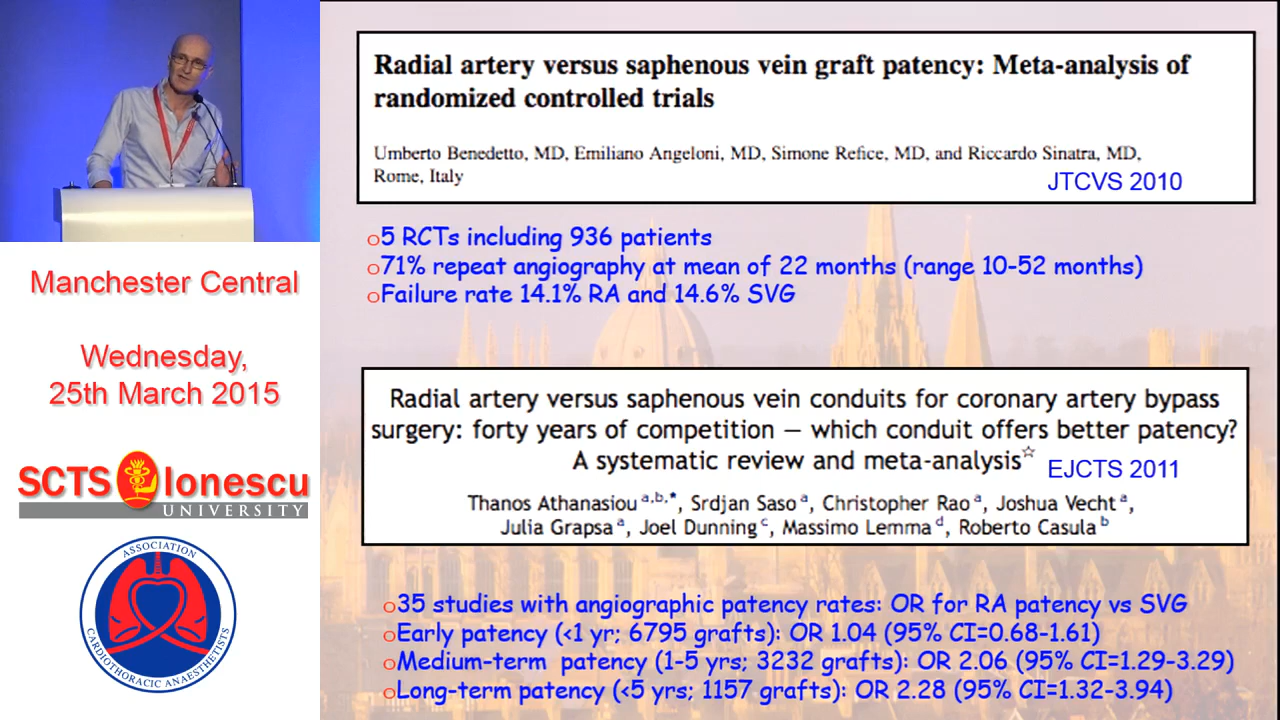 Manchester Central
Wednesday,
25th March 2015
SCTS Ionescu
UNIVERSITY
ASSOCIATION
CARDIOTHORACIC ANAESTHETISTS
Radial artery versus saphenous vein graft patency: Meta-analysis of
randomized controlled trials
Umberto Benedetto, MD, Emiliano Angeloni, MD, Simone Refice, MD, and Riccardo Sinatra, MD,
Rome, Italy
JTCVS 2010
o5 RCTs including 936 patients
o71% repeat angiography at mean of 22 months (range 10-52 months)
oFailure rate 14.1% RA and 14.6% SVG
Radial artery versus saphenous vein conduits for coronary artery bypass
surgery: forty years of competition — which conduit offers better patency?
A systematic review and meta-analysis☆
EJCTS 2011
Thanos Athanasiou a,b,*, Srdjan Saso a, Christopher Rao a, Joshua Vecht a,
Julia Grapsa a, Joel Dunning c, Massimo Lemma d, Roberto Casula b
o35 studies with angiographic patency rates: OR for RA patency vs SVG
oEarly patency (<1 yr; 6795 grafts): OR 1.04 (95% CI=0.68-1.61)
oMedium-term patency (1-5 yrs; 3232 grafts): OR 2.06 (95% CI=1.29-3.29)
oLong-term patency (<5 yrs; 1157 grafts): OR 2.28 (95% CI=1.32-3.94)